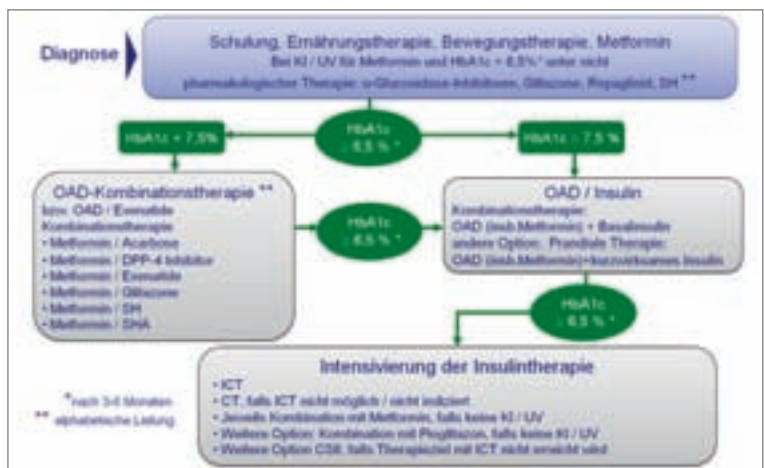 Diagnose
Schulung, Ernährungstherapie, Bewegungstherapie, Metformin
Bei KI / UV für Metformin und HbA1c < 6,5%* unter nicht
pharmakologischer Therapie: α-Glucosidase-Inhibitoren, Glitazone, Repaglinid, SH **
HbA1c < 7,5%
HbA1c
≥ 6,5 % *
HbA1c ≥ 7,5 %
OAD-Kombinationstherapie **
bzw. OAD / Exenatide
Kombinationstherapie
• Metformin / Acarbose
• Metformin / DPP-4 Inhibitor
• Metformin / Exenatide
• Metformin / Glitazone
• Metformin / SH
• Metformin / SHA
HbA1c
≥ 6,5 % *
OAD / Insulin
Kombinationstherapie:
OAD (insb.Metformin) + Basalinsulin
andere Option: Prandiale Therapie:
OAD (insb.Metformin)+kurzwirksames Insulin
HbA1c
≥ 6,5 % *
Intensivierung der Insulintherapie
• ICT
• CT, falls ICT nicht möglich / nicht indiziert
• Jeweils Kombination mit Metformin, falls keine KI / UV
• Weitere Option: Kombination mit Pioglitazon, falls keine KI / UV
• Weitere Option CSII, falls Therapieziel mit ICT nicht erreicht wird
*nach 3-6 Monaten
** alphabetische Listung